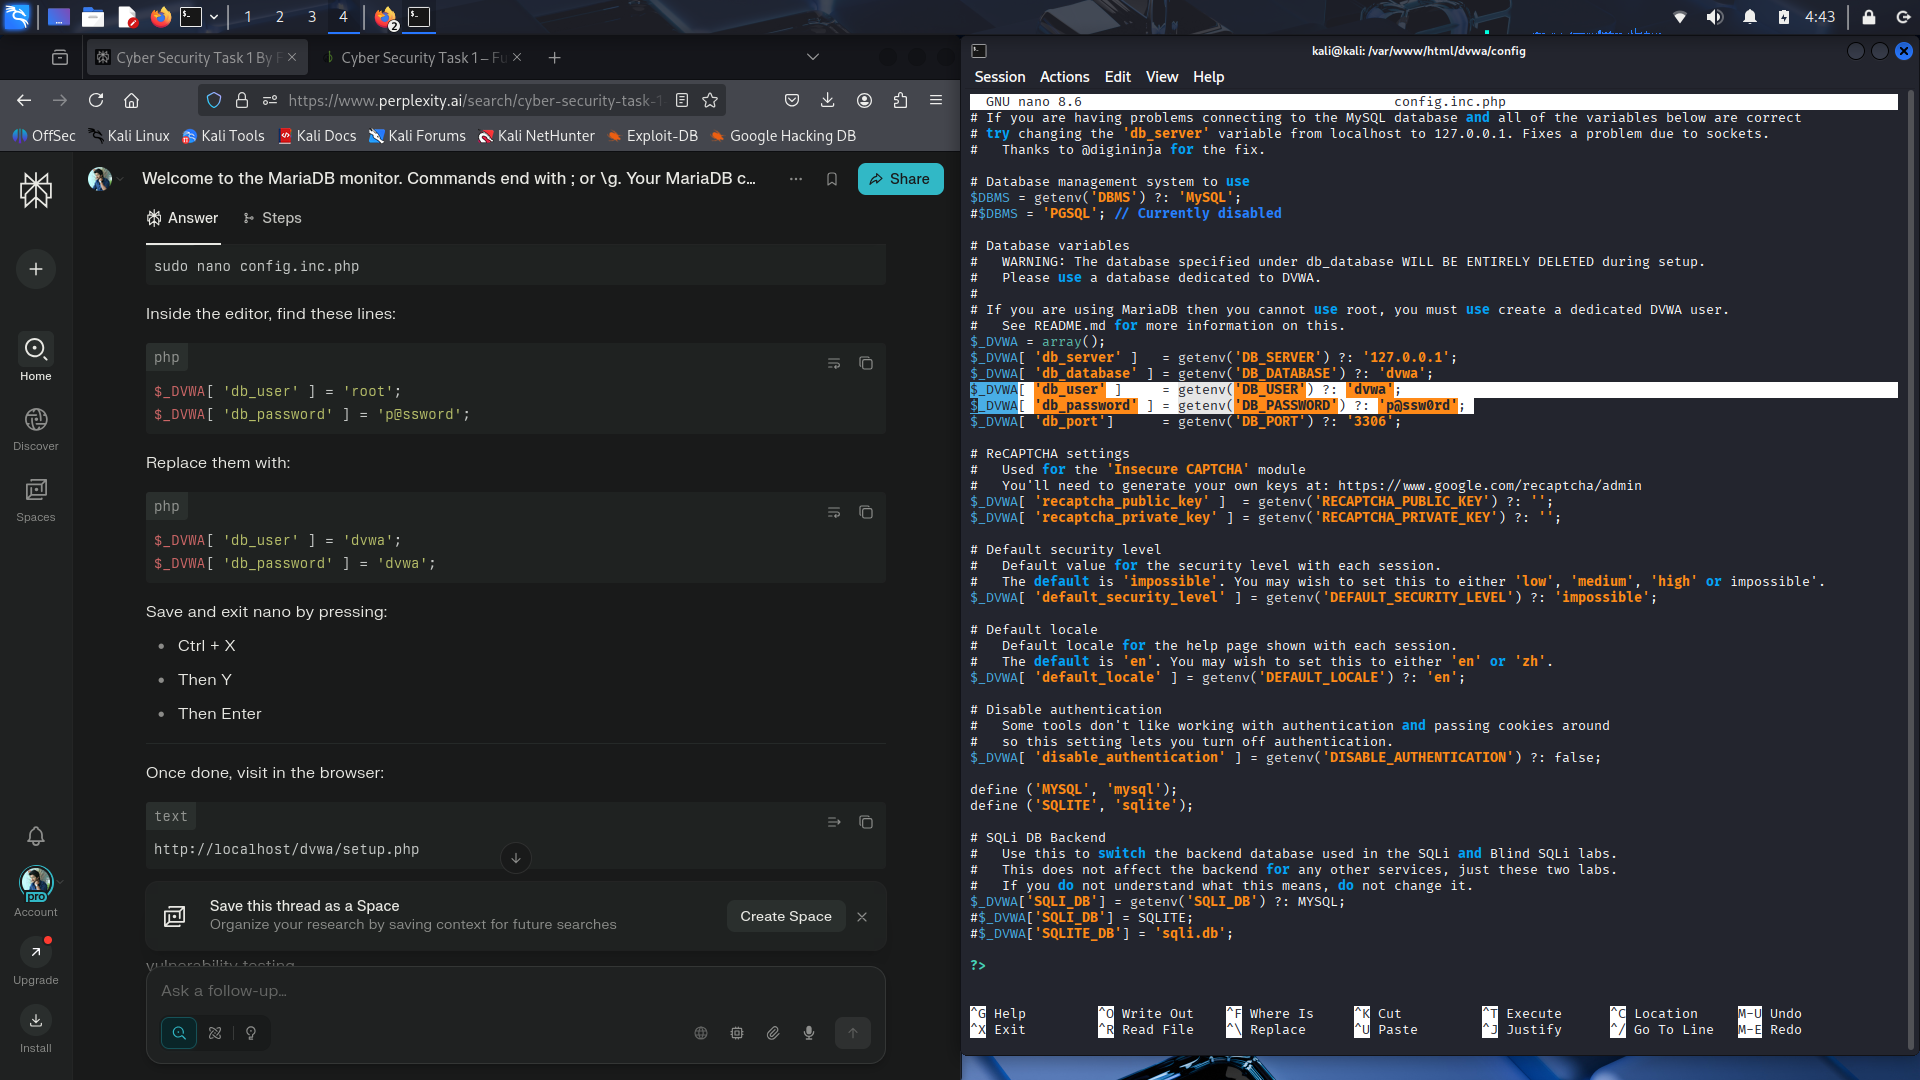 1 2 3 4 2 4:43
Cyber Security Task 1 By F
Cyber Security Task 1 – Fu
https://www.perplexity.ai/search/cyber-security-task-1
OffSec Kali Linux Kali Tools Kali Docs Kali Forums Kali NetHunter Exploit-DB Google Hacking DB
Home
Discover
Spaces
pro
Account
Upgrade
Install
Welcome to the MariaDB monitor. Commands end with ; or \g. Your MariaDB c...
Share
Answer Steps
sudo nano config.inc.php
Inside the editor, find these lines:
php
$_DVWA[ 'db_user' ] = 'root';
$_DVWA[ 'db_password' ] = 'p@ssword';
Replace them with:
php
$_DVWA[ 'db_user' ] = 'dvwa';
$_DVWA[ 'db_password' ] = 'dvwa';
Save and exit nano by pressing:
• Ctrl + X
• Then Y
• Then Enter
Once done, visit in the browser:
text
http://localhost/dvwa/setup.php
Save this thread as a Space
Organize your research by saving context for future searches
Create Space
vulnerability testing
Ask a follow-up...
kali@kali: /var/www/html/dvwa/config
Session Actions Edit View Help
GNU nano 8.6 config.inc.php
# If you are having problems connecting to the MySQL database and all of the variables below are correct
# try changing the 'db_server' variable from localhost to 127.0.0.1. Fixes a problem due to sockets.
#   Thanks to @digininja for the fix.
# Database management system to use
$DBMS = getenv('DBMS') ?: 'MySQL';
#$DBMS = 'PGSQL'; // Currently disabled
# Database variables
#   WARNING: The database specified under db_database WILL BE ENTIRELY DELETED during setup.
#   Please use a database dedicated to DVWA.
#
# If you are using MariaDB then you cannot use root, you must use create a dedicated DVWA user.
#   See README.md for more information on this.
$_DVWA = array();
$_DVWA[ 'db_server' ]   = getenv('DB_SERVER') ?: '127.0.0.1';
$_DVWA[ 'db_database' ] = getenv('DB_DATABASE') ?: 'dvwa';
$_DVWA[ 'db_user' ]     = getenv('DB_USER') ?: 'dvwa';
$_DVWA[ 'db_password' ] = getenv('DB_PASSWORD') ?: 'p@ssw0rd';
$_DVWA[ 'db_port']      = getenv('DB_PORT') ?: '3306';
# ReCAPTCHA settings
#   Used for the 'Insecure CAPTCHA' module
#   You'll need to generate your own keys at: https://www.google.com/recaptcha/admin
$_DVWA[ 'recaptcha_public_key' ]  = getenv('RECAPTCHA_PUBLIC_KEY') ?: '';
$_DVWA[ 'recaptcha_private_key' ] = getenv('RECAPTCHA_PRIVATE_KEY') ?: '';
# Default security level
#   Default value for the security level with each session.
#   The default is 'impossible'. You may wish to set this to either 'low', 'medium', 'high' or impossible'.
$_DVWA[ 'default_security_level' ] = getenv('DEFAULT_SECURITY_LEVEL') ?: 'impossible';
# Default locale
#   Default locale for the help page shown with each session.
#   The default is 'en'. You may wish to set this to either 'en' or 'zh'.
$_DVWA[ 'default_locale' ] = getenv('DEFAULT_LOCALE') ?: 'en';
# Disable authentication
#   Some tools don't like working with authentication and passing cookies around
#   so this setting lets you turn off authentication.
$_DVWA[ 'disable_authentication' ] = getenv('DISABLE_AUTHENTICATION') ?: false;
define ('MYSQL', 'mysql');
define ('SQLITE', 'sqlite');
# SQLi DB Backend
#   Use this to switch the backend database used in the SQLi and Blind SQLi labs.
#   This does not affect the backend for any other services, just these two labs.
#   If you do not understand what this means, do not change it.
$_DVWA['SQLI_DB'] = getenv('SQLI_DB') ?: MYSQL;
#$_DVWA['SQLI_DB'] = SQLITE;
#$_DVWA['SQLITE_DB'] = 'sqli.db';
?>
^G Help ^O Write Out ^F Where Is ^K Cut ^T Execute ^C Location M-U Undo
^X Exit ^R Read File ^\ Replace ^U Paste ^J Justify ^/ Go To Line M-E Redo